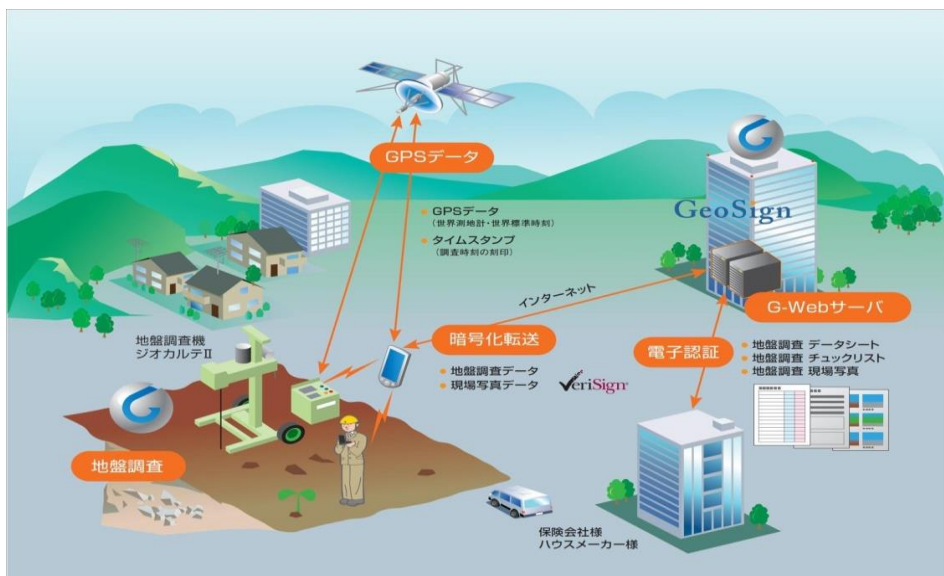 GPSデータ
GPSデータ
(世界測地計・世界標準時刻)
タイムスタンプ
(調査時刻の刻印)
GeoSign
インターネット
G-Webサーバ
地盤調査 データシート
地盤調査 チュックリスト
地盤調査 現場写真
電子認証
暗号化転送
地盤調査データ
現場写真データ
VeriSign
地盤調査機
ジオカルテII
地盤調査
保険会社様
ハウスメーカー様